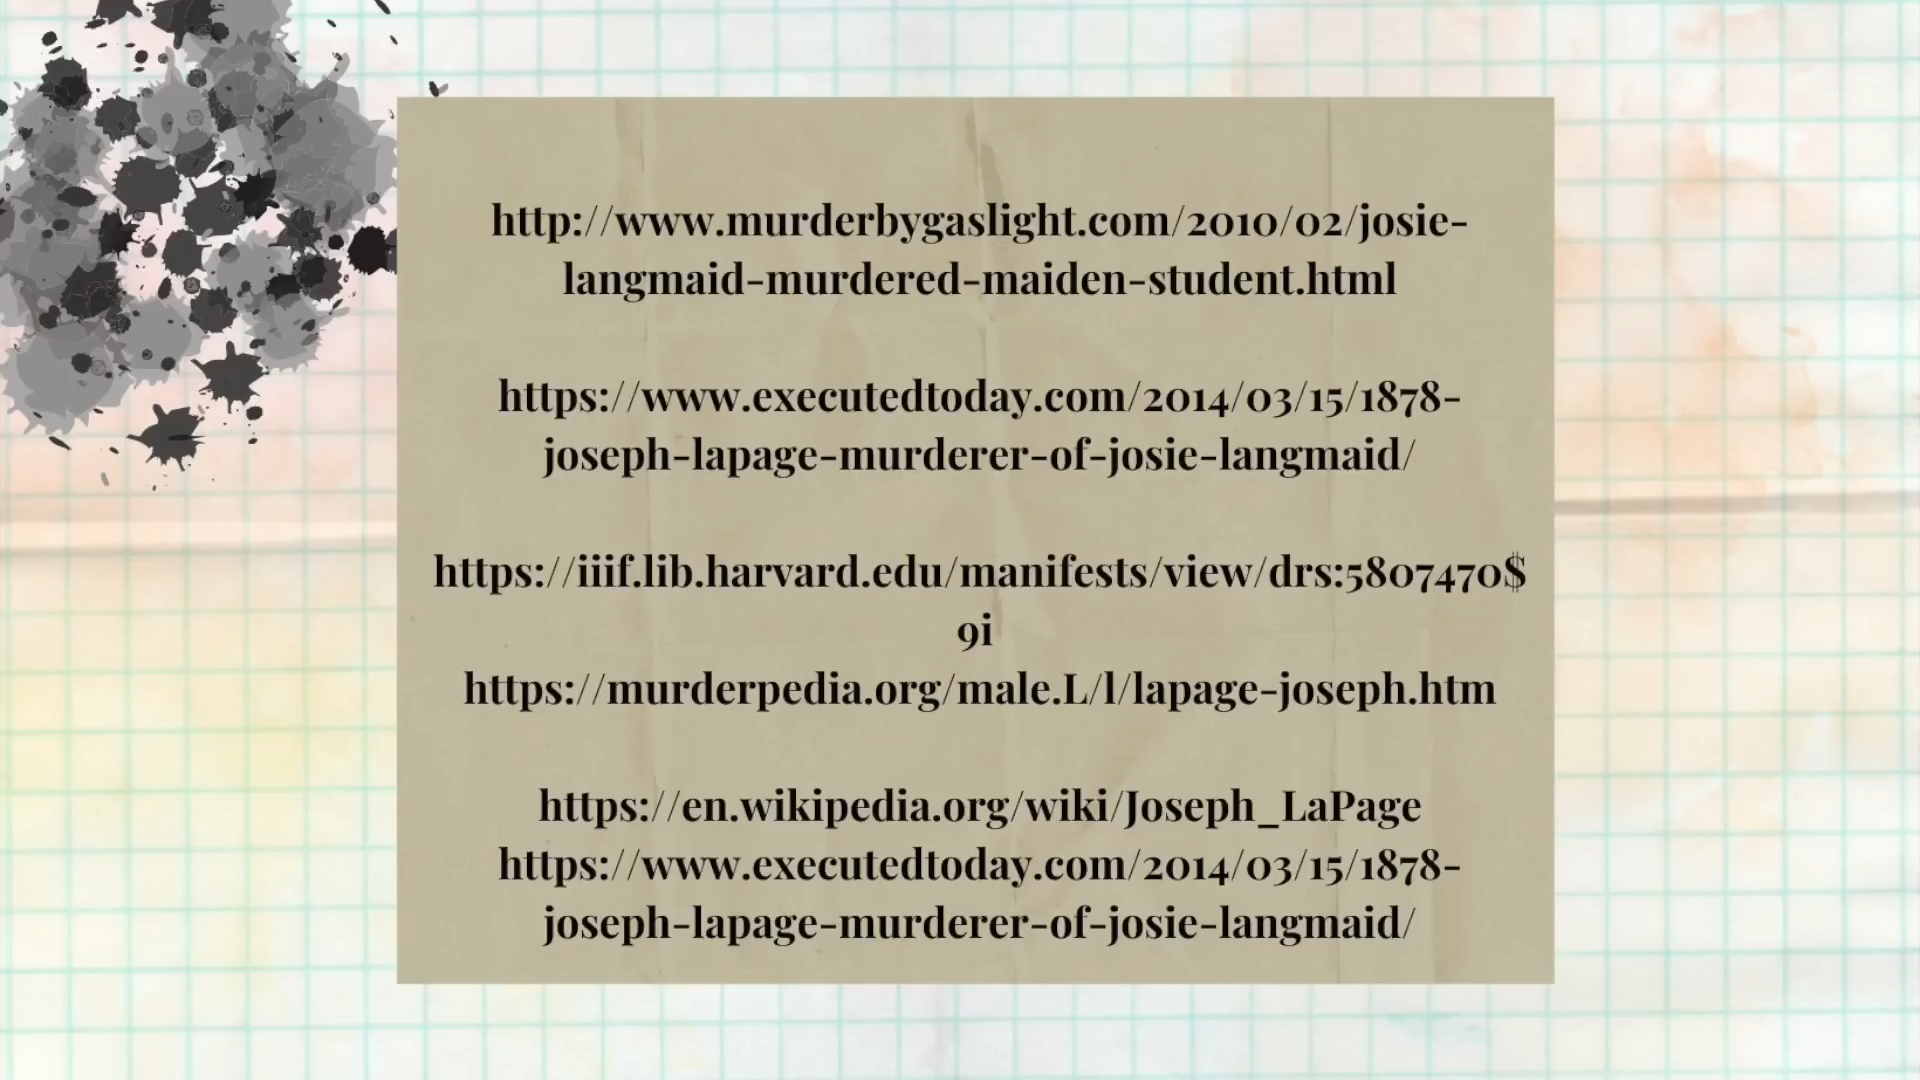 http://www.murderbygaslight.com/2010/02/josie-
langmaid-murdered-maiden-student.html
https://www.executedtoday.com/2014/03/15/1878-
joseph-lapage-murderer-of-josie-langmaid/
https://iiif.lib.harvard.edu/manifests/view/drs:5807470$
9i
https://murderpedia.org/male.L/l/lapage-joseph.htm
https://en.wikipedia.org/wiki/Joseph_LaPage
https://www.executedtoday.com/2014/03/15/1878-
joseph-lapage-murderer-of-josie-langmaid/